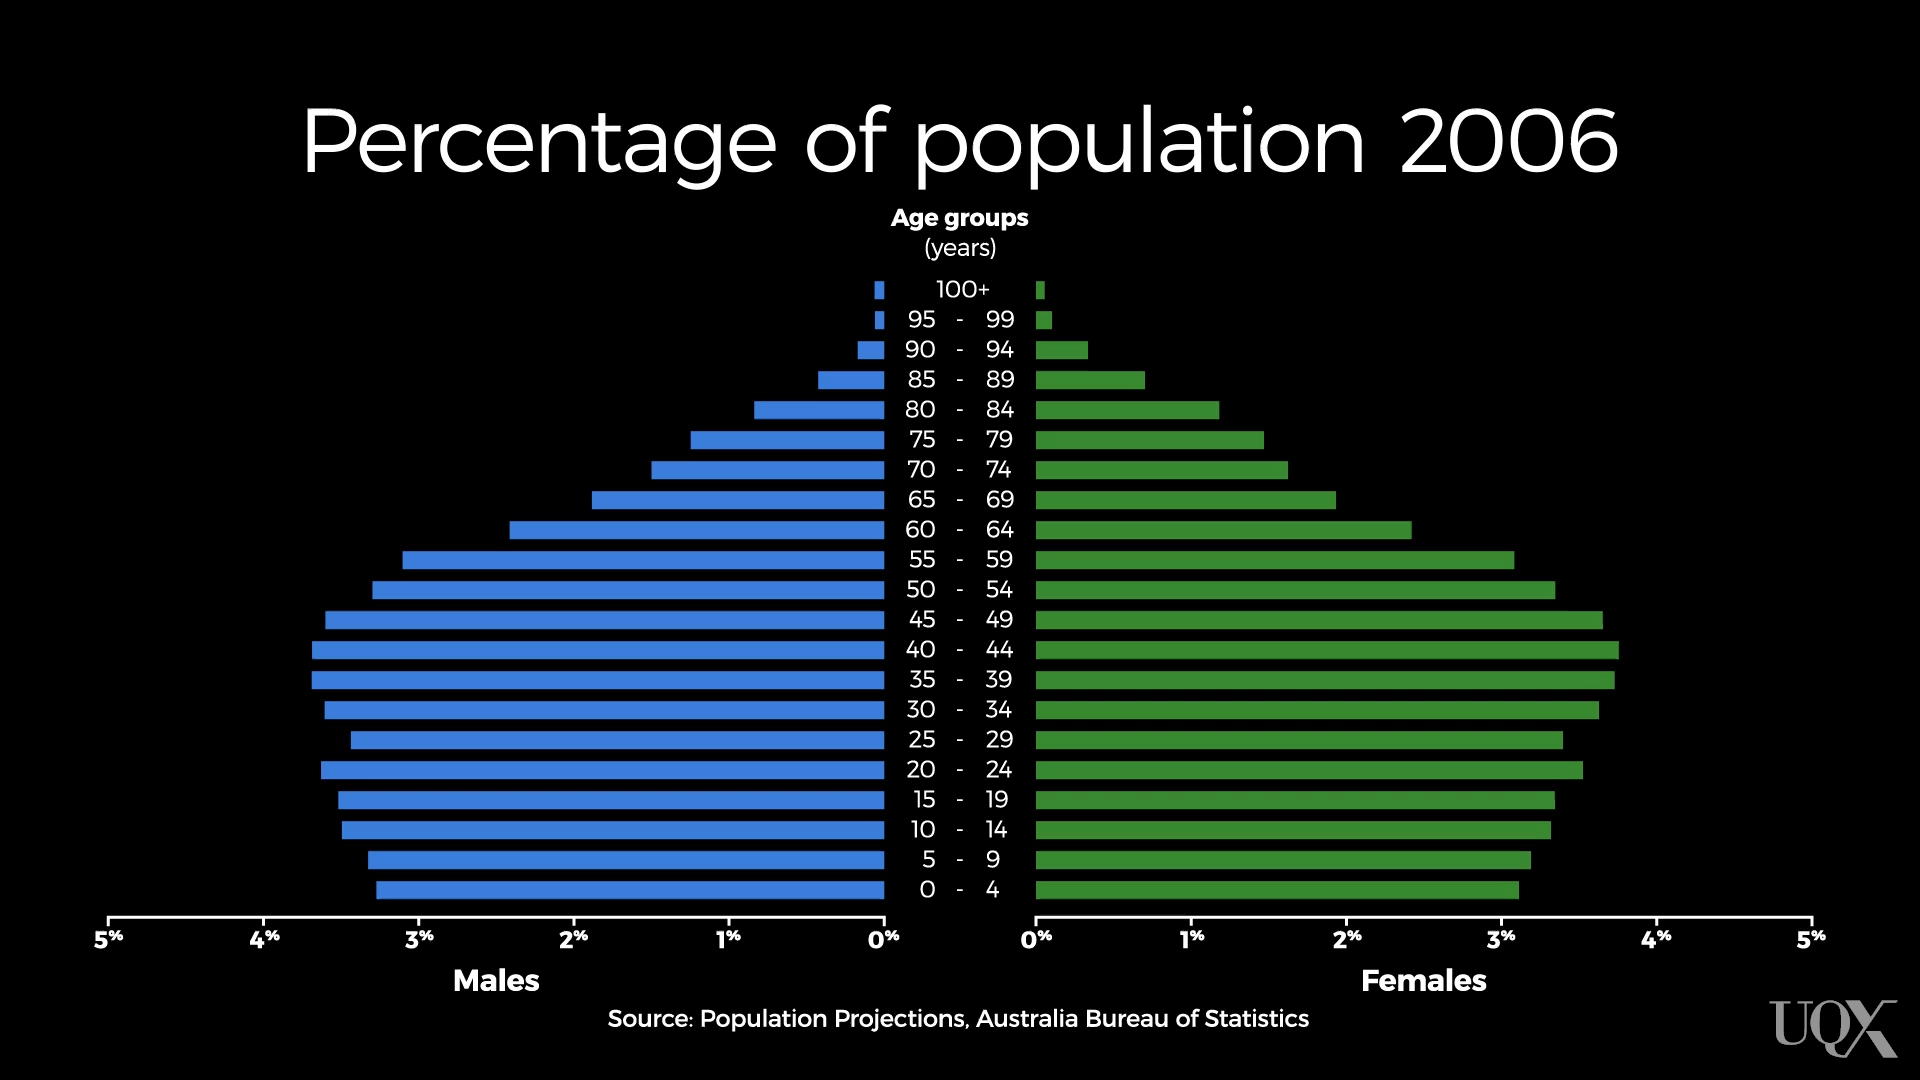 Percentage of population 2006
Age groups
(years)
100+
95 - 99
90 - 94
85 - 89
80 - 84
75 - 79
70 - 74
65 - 69
60 - 64
55 - 59
50 - 54
45 - 49
40 - 44
35 - 39
30 - 34
25 - 29
20 - 24
15 - 19
10 - 14
5 - 9
0 - 4
5% 4% 3% 2% 1% 0% 0% 1% 2% 3% 4% 5%
Males Females
Source: Population Projections, Australia Bureau of Statistics
UQX